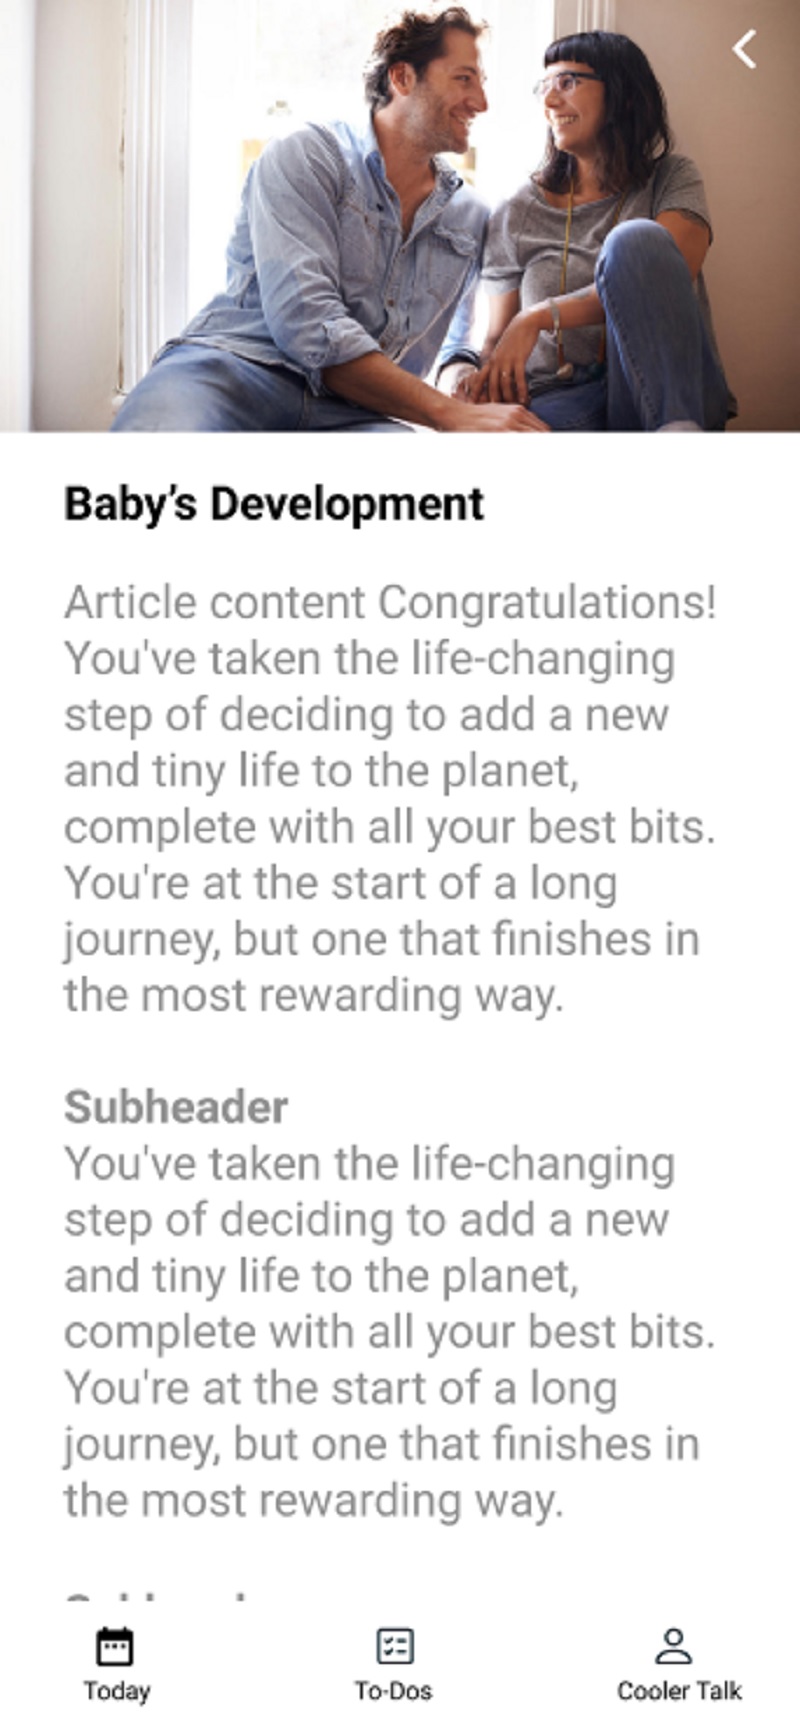 Baby's Development
Article content Congratulations!
You've taken the life-changing
step of deciding to add a new
and tiny life to the planet,
complete with all your best bits.
You're at the start of a long
journey, but one that finishes in
the most rewarding way.
Subheader
You've taken the life-changing
step of deciding to add a new
and tiny life to the planet,
complete with all your best bits.
You're at the start of a long
journey, but one that finishes in
the most rewarding way.
Today
To-Dos
Cooler Talk